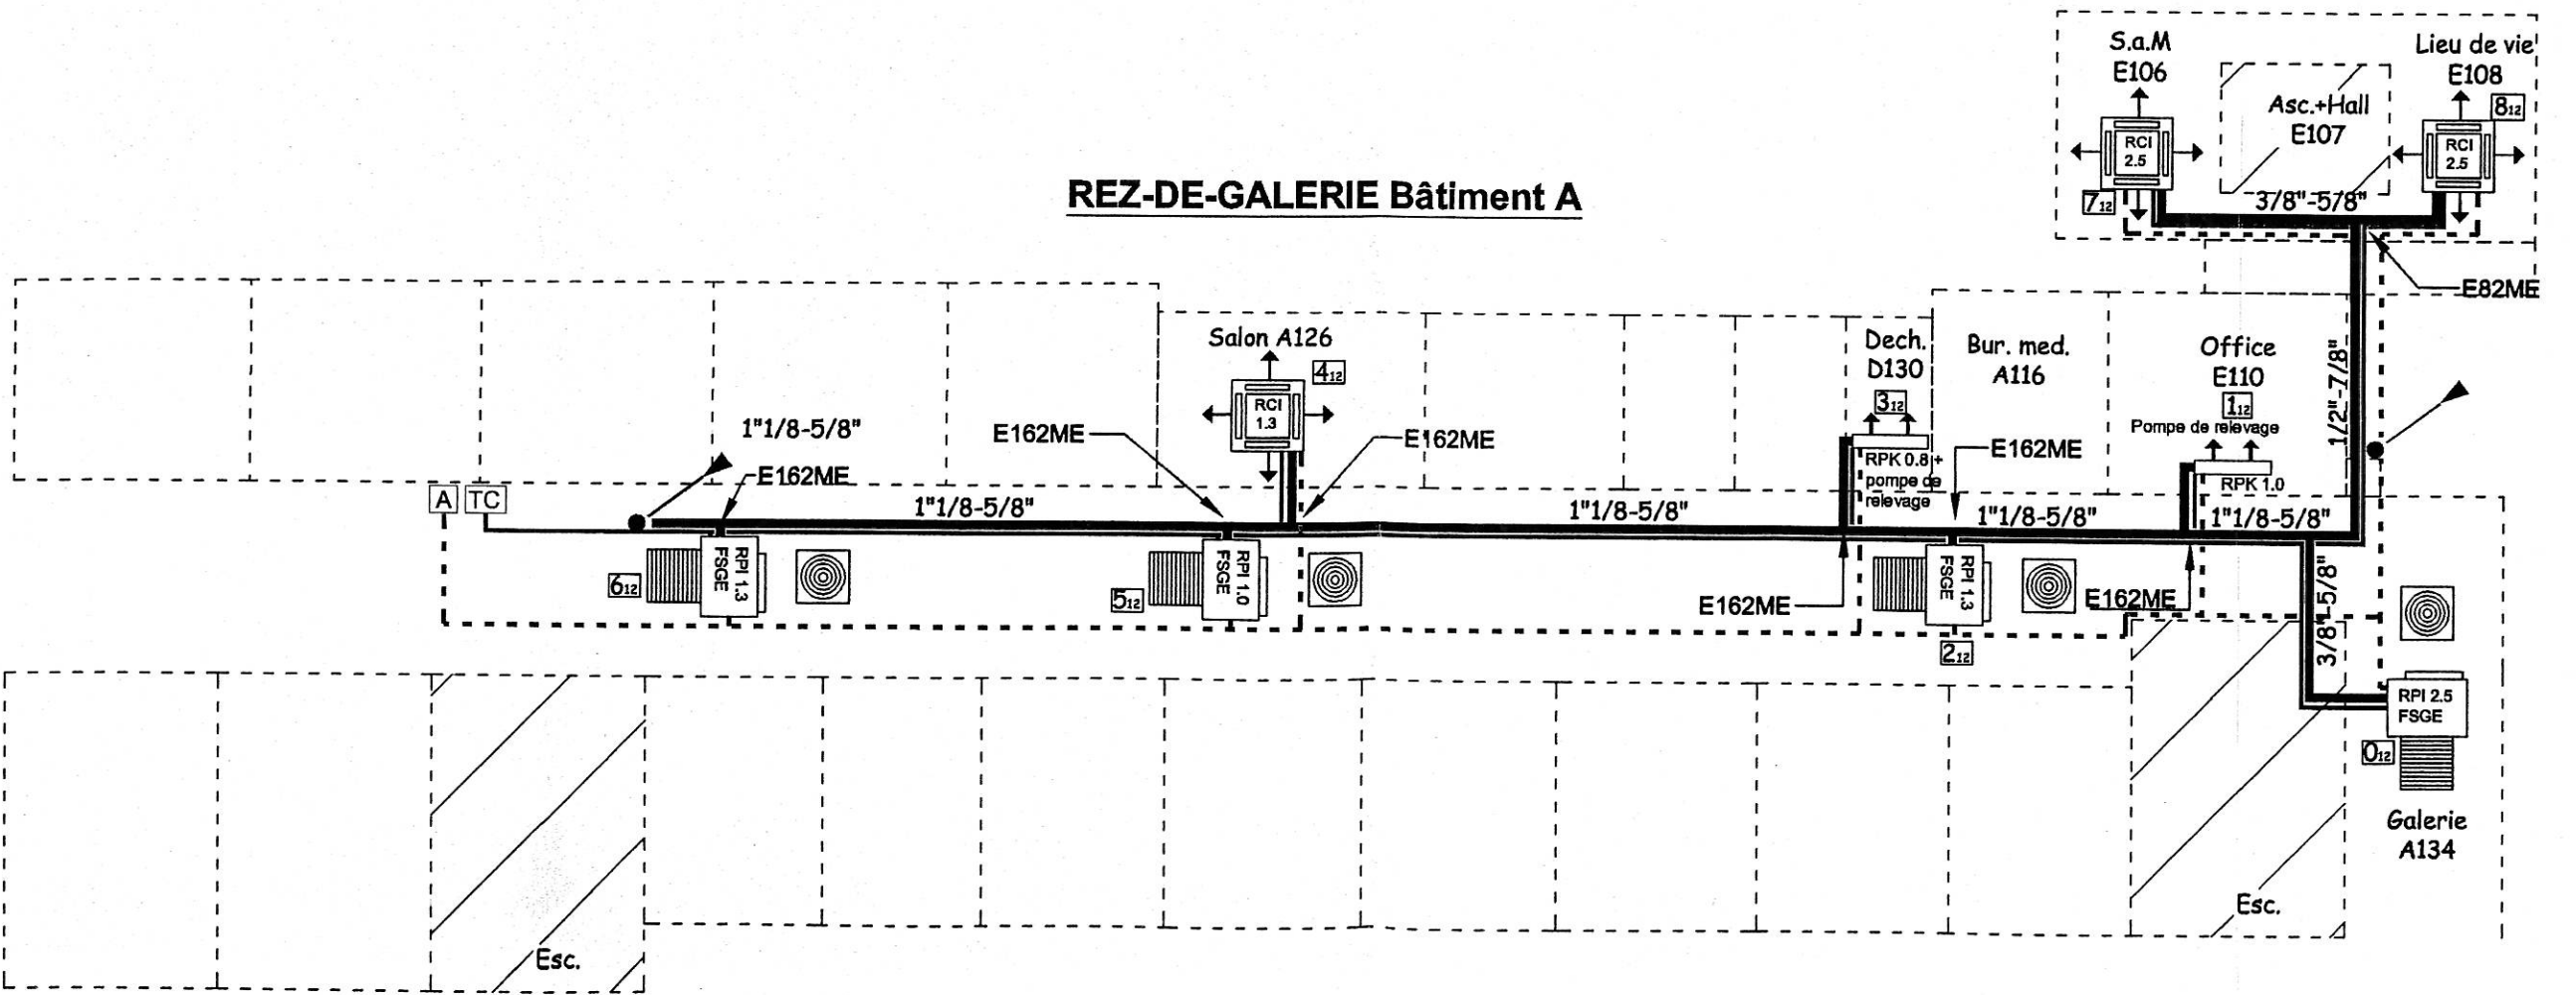 S.a.M
E106
Lieu de vie
E108
8₁₂
Asc.+Hall
E107
RCI
2.5
RCI
2.5
7₁₂
3/8"-5/8"
REZ-DE-GALERIE Bâtiment A
E82ME
Salon A126
4₁₂
RCI
1.3
Dech.
D130
3₁₂
Bur. med.
A116
Office
E110
1₁₂
Pompe de relevage
1/2"-7/8"
1"1/8-5/8"
E162ME
E162ME
E162ME
E162ME
RPK 0.8 +
pompe de
relevage
RPK 1.0
A
TC
E162ME
1"1/8-5/8"
1"1/8-5/8"
1"1/8-5/8"
1"1/8-5/8"
6₁₂
RPI 1.3
FSGE
5₁₂
RPI 1.0
FSGE
E162ME
RPI 1.3
FSGE
2₁₂
E162ME
3/8"-5/8"
RPI 2.5
FSGE
0₁₂
Galerie
A134
Esc.
Esc.